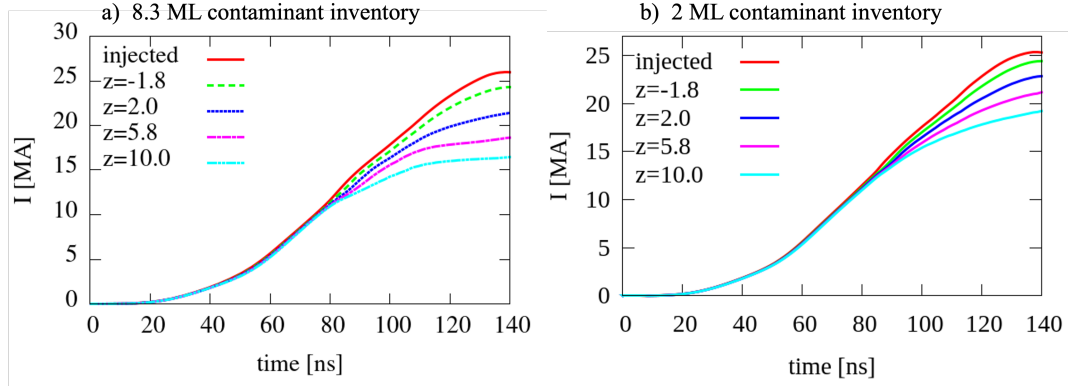 a) 8.3 ML contaminant inventory
I [MA]
30
25
20
15
10
5
0
injected
z=-1.8
z=2.0
z=5.8
z=10.0
0 20 40 60 80 100 120 140
time [ns]
b) 2 ML contaminant inventory
I [MA]
25
20
15
10
5
0
injected
z=-1.8
z=2.0
z=5.8
z=10.0
0 20 40 60 80 100 120 140
time [ns]